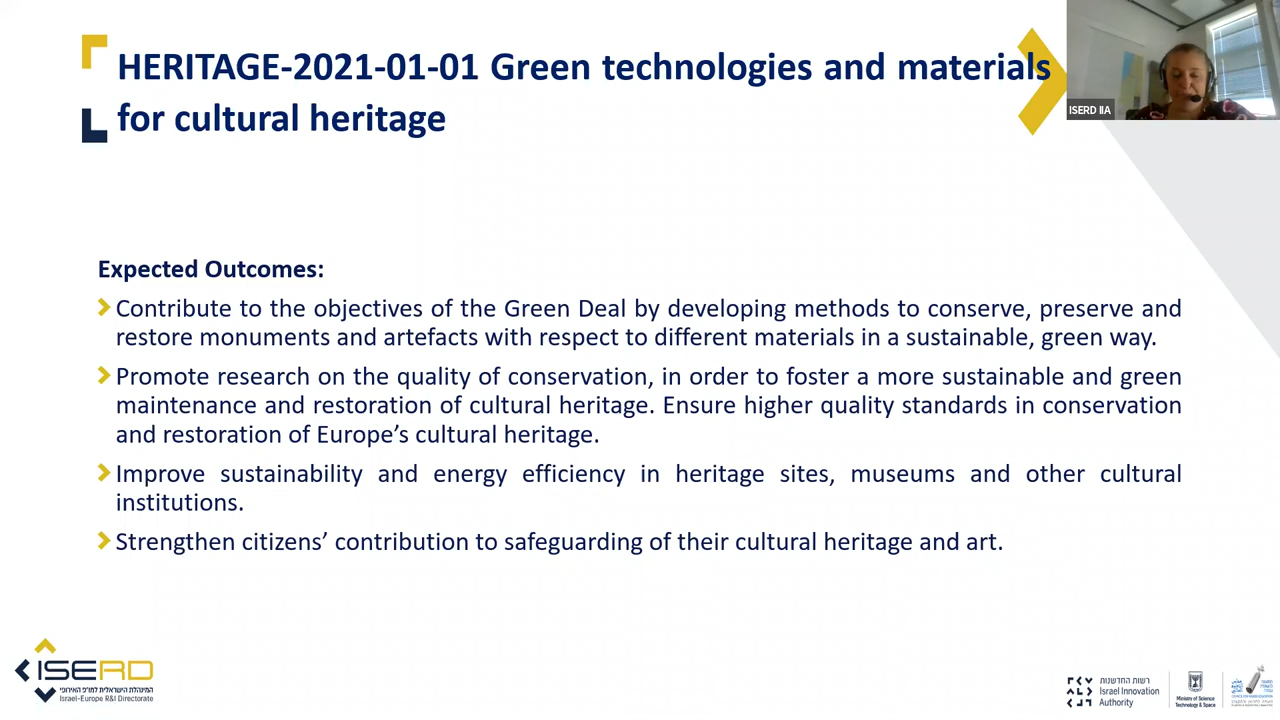 HERITAGE-2021-01-01 Green technologies and materials
for cultural heritage
ISERD IIA
Expected Outcomes:
Contribute to the objectives of the Green Deal by developing methods to conserve, preserve and
restore monuments and artefacts with respect to different materials in a sustainable, green way.
Promote research on the quality of conservation, in order to foster a more sustainable and green
maintenance and restoration of cultural heritage. Ensure higher quality standards in conservation
and restoration of Europe’s cultural heritage.
Improve sustainability and energy efficiency in heritage sites, museums and other cultural
institutions.
Strengthen citizens’ contribution to safeguarding of their cultural heritage and art.
ISERD
המינהלת הישראלית למו"פ האירופי
Israel-Europe R&I Directorate
רשות החדשנות
Israel Innovation
Authority
Ministry of Science
Technology & Space